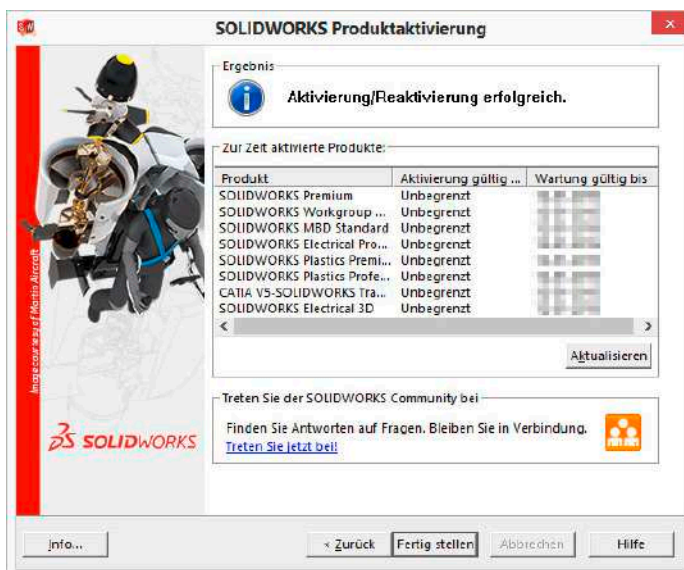 SOLIDWORKS Produktaktivierung
Ergebnis
Aktivierung/Reaktivierung erfolgreich.
Zur Zeit aktivierte Produkte:
Produkt Aktivierung gültig ... Wartung gültig bis
SOLIDWORKS Premium Unbegrenzt
SOLIDWORKS Workgroup ... Unbegrenzt
SOLIDWORKS MBD Standard Unbegrenzt
SOLIDWORKS Electrical Pro... Unbegrenzt
SOLIDWORKS Plastics Premi... Unbegrenzt
SOLIDWORKS Plastics Profe... Unbegrenzt
CATIA V5-SOLIDWORKS Tra... Unbegrenzt
SOLIDWORKS Electrical 3D Unbegrenzt
Aktualisieren
Treten Sie der SOLIDWORKS Community bei
Finden Sie Antworten auf Fragen. Bleiben Sie in Verbindung.
Treten Sie jetzt bei!
Image courtesy of Martin Aircraft
SOLIDWORKS
Info... < Zurück Fertig stellen Abbrechen Hilfe